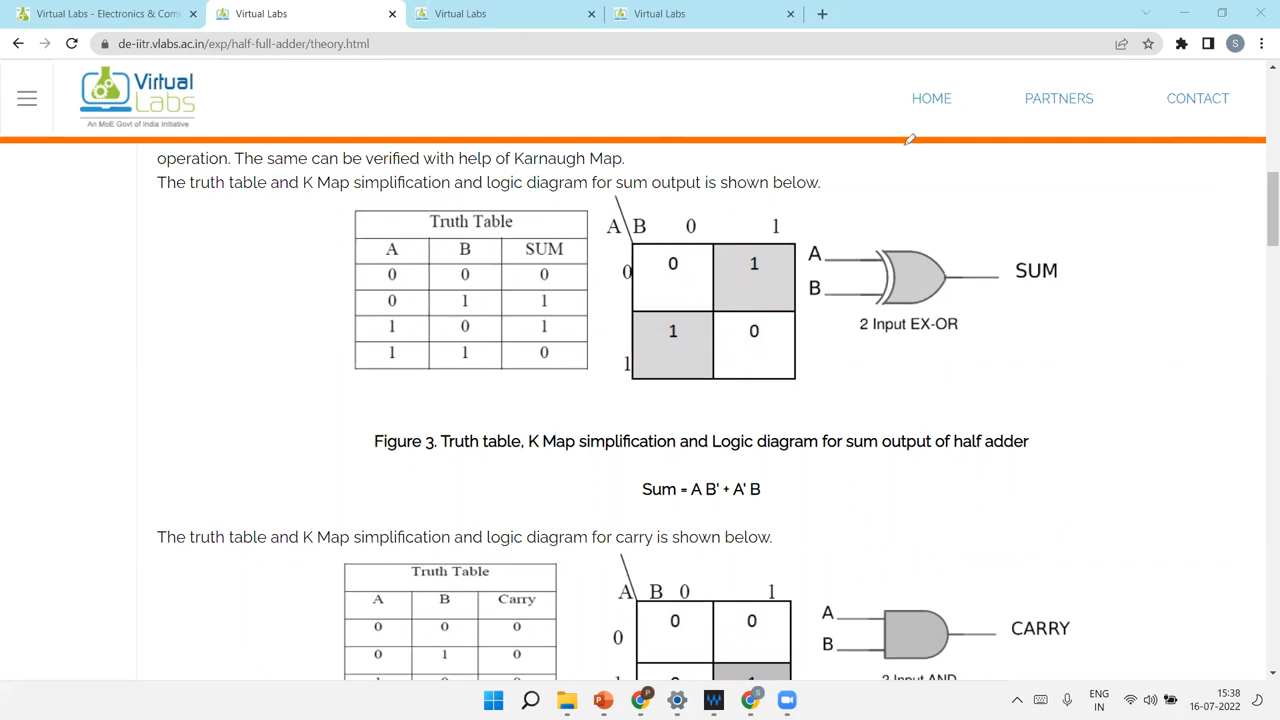 Virtual Labs - Electronics & Com
Virtual Labs
Virtual Labs
Virtual Labs
de-iitr.vlabs.ac.in/exp/half-full-adder/theory.html
S
Virtual
Labs
An MoE Govt of India Initiative
HOME PARTNERS CONTACT
operation. The same can be verified with help of Karnaugh Map.
The truth table and K Map simplification and logic diagram for sum output is shown below.
Truth Table
A B SUM
0 0 0
0 1 1
1 0 1
1 1 0
A B 0 1
0 0 1
1 1 0
A
B
SUM
2 Input EX-OR
Figure 3. Truth table, K Map simplification and Logic diagram for sum output of half adder
Sum = A B' + A' B
The truth table and K Map simplification and logic diagram for carry is shown below.
Truth Table
A B Carry
0 0 0
0 1 0
A B 0 1
0 0 0
A
B
CARRY
2 Input AND
ENG
IN
15:38
16-07-2022